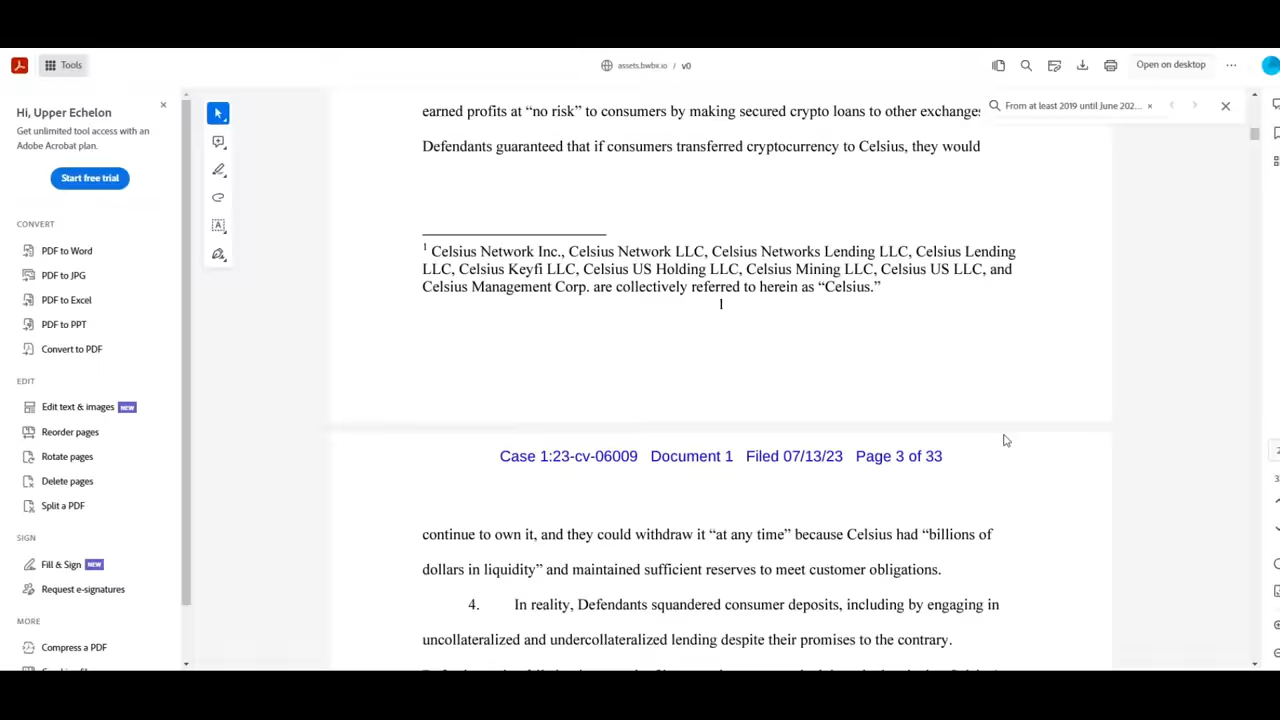 Tools
assets.bwbx.io / v0
Open on desktop
Hi, Upper Echelon
Get unlimited tool access with an
Adobe Acrobat plan.
Start free trial
CONVERT
PDF to Word
PDF to JPG
PDF to Excel
PDF to PPT
Convert to PDF
EDIT
Edit text & images NEW
Reorder pages
Rotate pages
Delete pages
Split a PDF
SIGN
Fill & Sign NEW
Request e-signatures
MORE
Compress a PDF
From at least 2019 until June 202...
earned profits at “no risk” to consumers by making secured crypto loans to other exchanges
Defendants guaranteed that if consumers transferred cryptocurrency to Celsius, they would
1 Celsius Network Inc., Celsius Network LLC, Celsius Networks Lending LLC, Celsius Lending
LLC, Celsius Keyfi LLC, Celsius US Holding LLC, Celsius Mining LLC, Celsius US LLC, and
Celsius Management Corp. are collectively referred to herein as “Celsius.”
1
Case 1:23-cv-06009 Document 1 Filed 07/13/23 Page 3 of 33
continue to own it, and they could withdraw it “at any time” because Celsius had “billions of
dollars in liquidity” and maintained sufficient reserves to meet customer obligations.
4. In reality, Defendants squandered consumer deposits, including by engaging in
uncollateralized and undercollateralized lending despite their promises to the contrary.